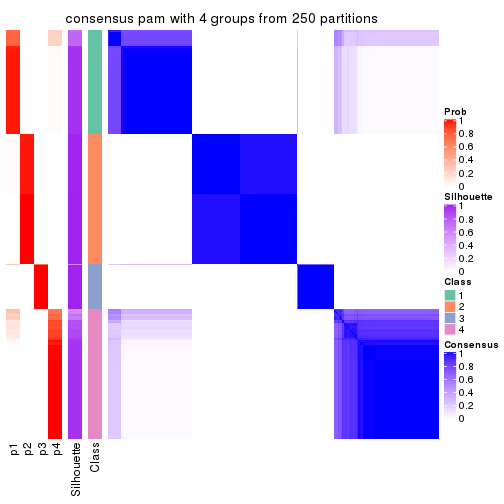 consensus pam with 4 groups from 250 partitions
Prob
1
0.8
0.6
0.4
0.2
0
Silhouette
1
0.8
0.6
0.4
0.2
0
Class
1
2
3
4
Consensus
1
0.8
0.6
0.4
0.2
0
p1
p2
p3
p4
Silhouette
Class